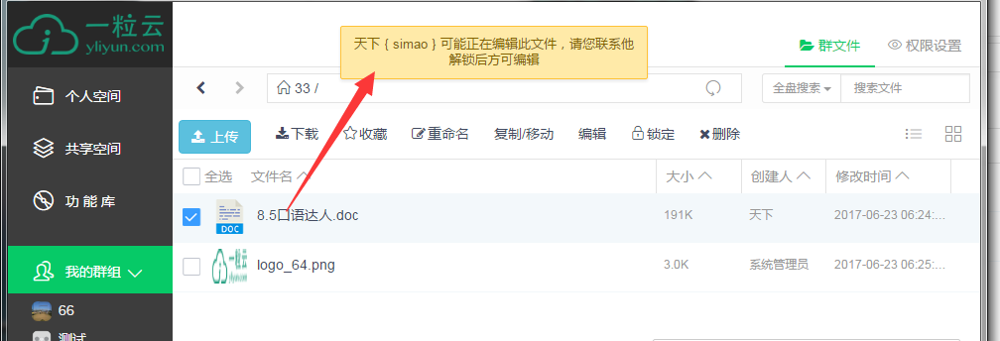 一粒云
yliyun.com
天下 { simao } 可能正在编辑此文件，请您联系他
解锁后方可编辑
群文件
权限设置
个人空间
33 /
全盘搜索
搜索文件
上传
下载
收藏
重命名
复制/移动
编辑
锁定
删除
共享空间
全选
文件名
大小
创建人
修改时间
功 能 库
8.5口语达人.doc
191K
天下
2017-06-23 06:24:...
DOC
我的群组
一粒云
yliyun.com
logo_64.png
3.0K
系统管理员
2017-06-23 06:25:...
66
测试